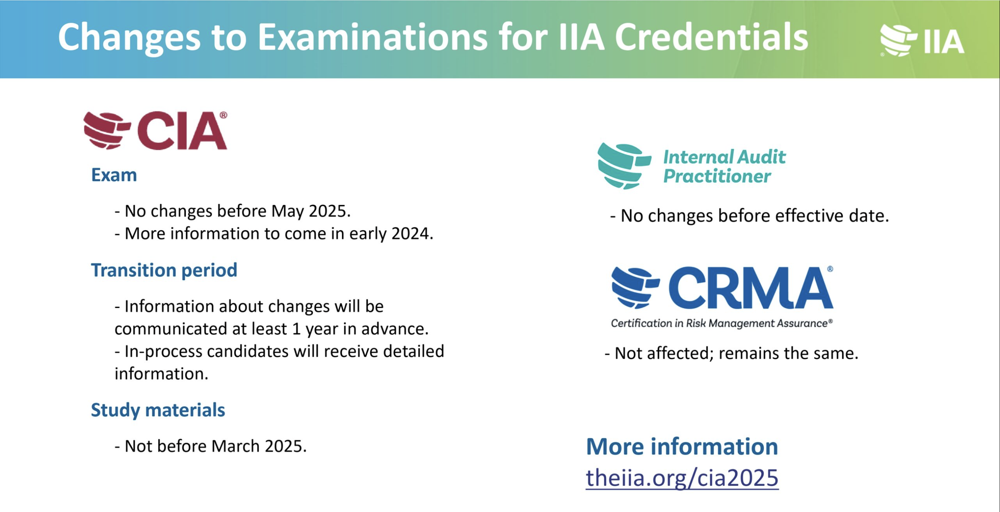 Changes to Examinations for IIA Credentials
® IIA
CIA®
Exam
- No changes before May 2025.
- More information to come in early 2024.
Transition period
- Information about changes will be
communicated at least 1 year in advance.
- In-process candidates will receive detailed
information.
Study materials
- Not before March 2025.
Internal Audit
Practitioner
- No changes before effective date.
CRMA®
Certification in Risk Management Assurance®
- Not affected; remains the same.
More information
theiia.org/cia2025